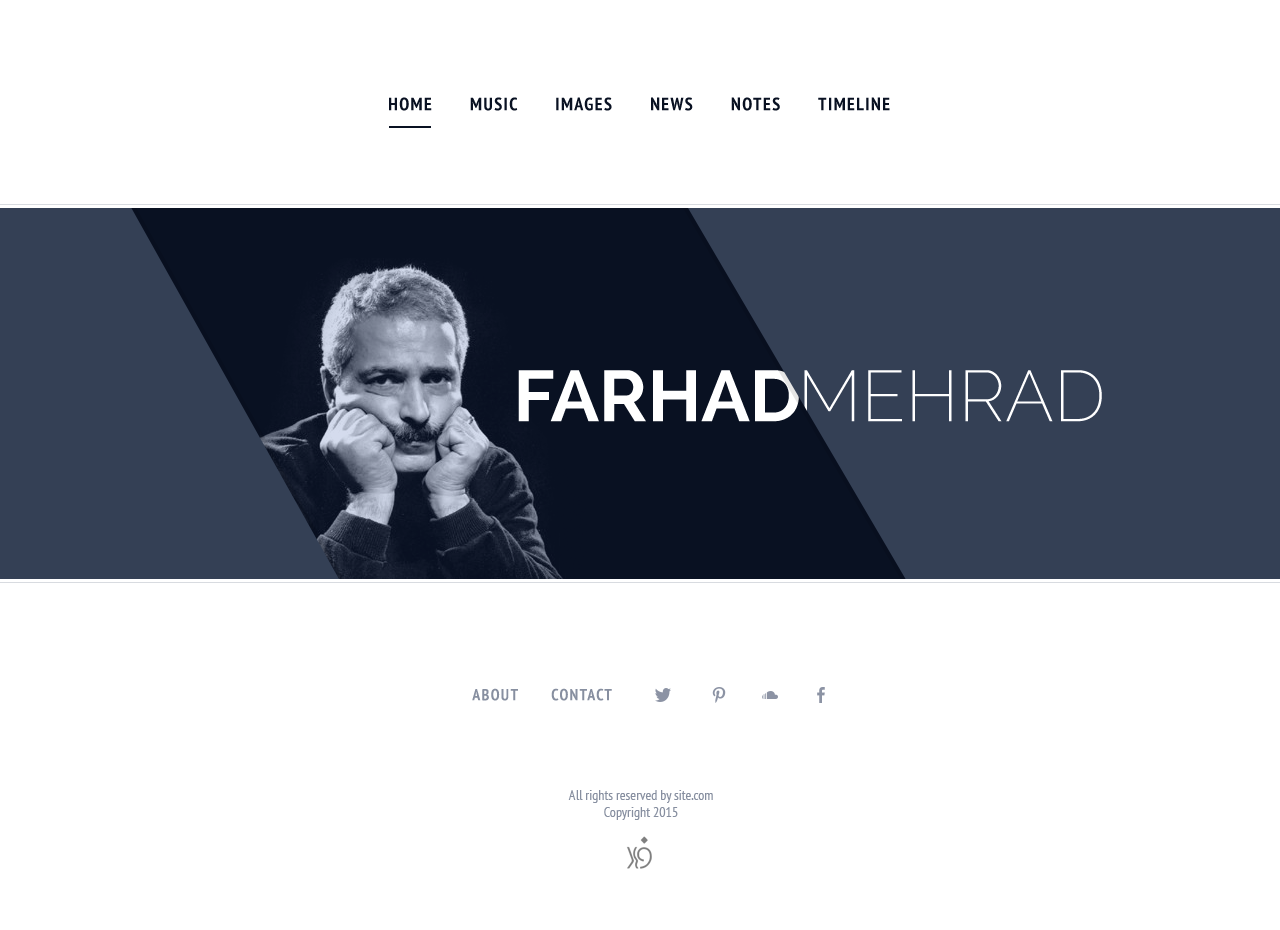 HOME MUSIC IMAGES NEWS NOTES TIMELINE
FARHADMEHRAD
ABOUT CONTACT
All rights reserved by site.com
Copyright 2015